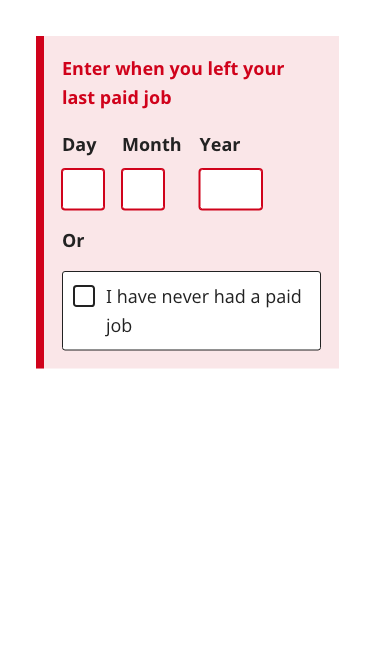 Enter when you left your
last paid job
Day Month Year
Or
I have never had a paid
job